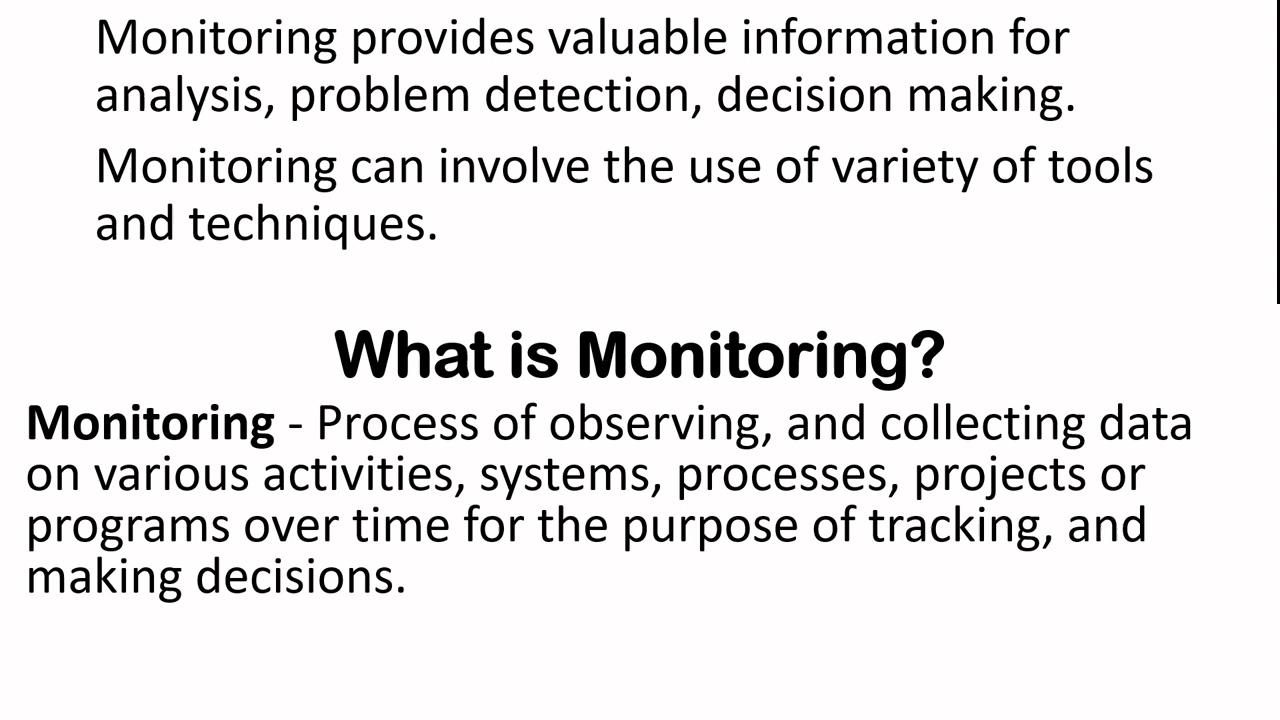 Monitoring provides valuable information for
analysis, problem detection, decision making.
Monitoring can involve the use of variety of tools
and techniques.
What is Monitoring?
Monitoring - Process of observing, and collecting data
on various activities, systems, processes, projects or
programs over time for the purpose of tracking, and
making decisions.